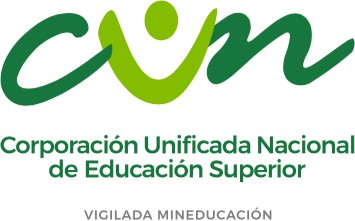 cun
Corporación Unificada Nacional
de Educación Superior
VIGILADA MINEDUCACIÓN